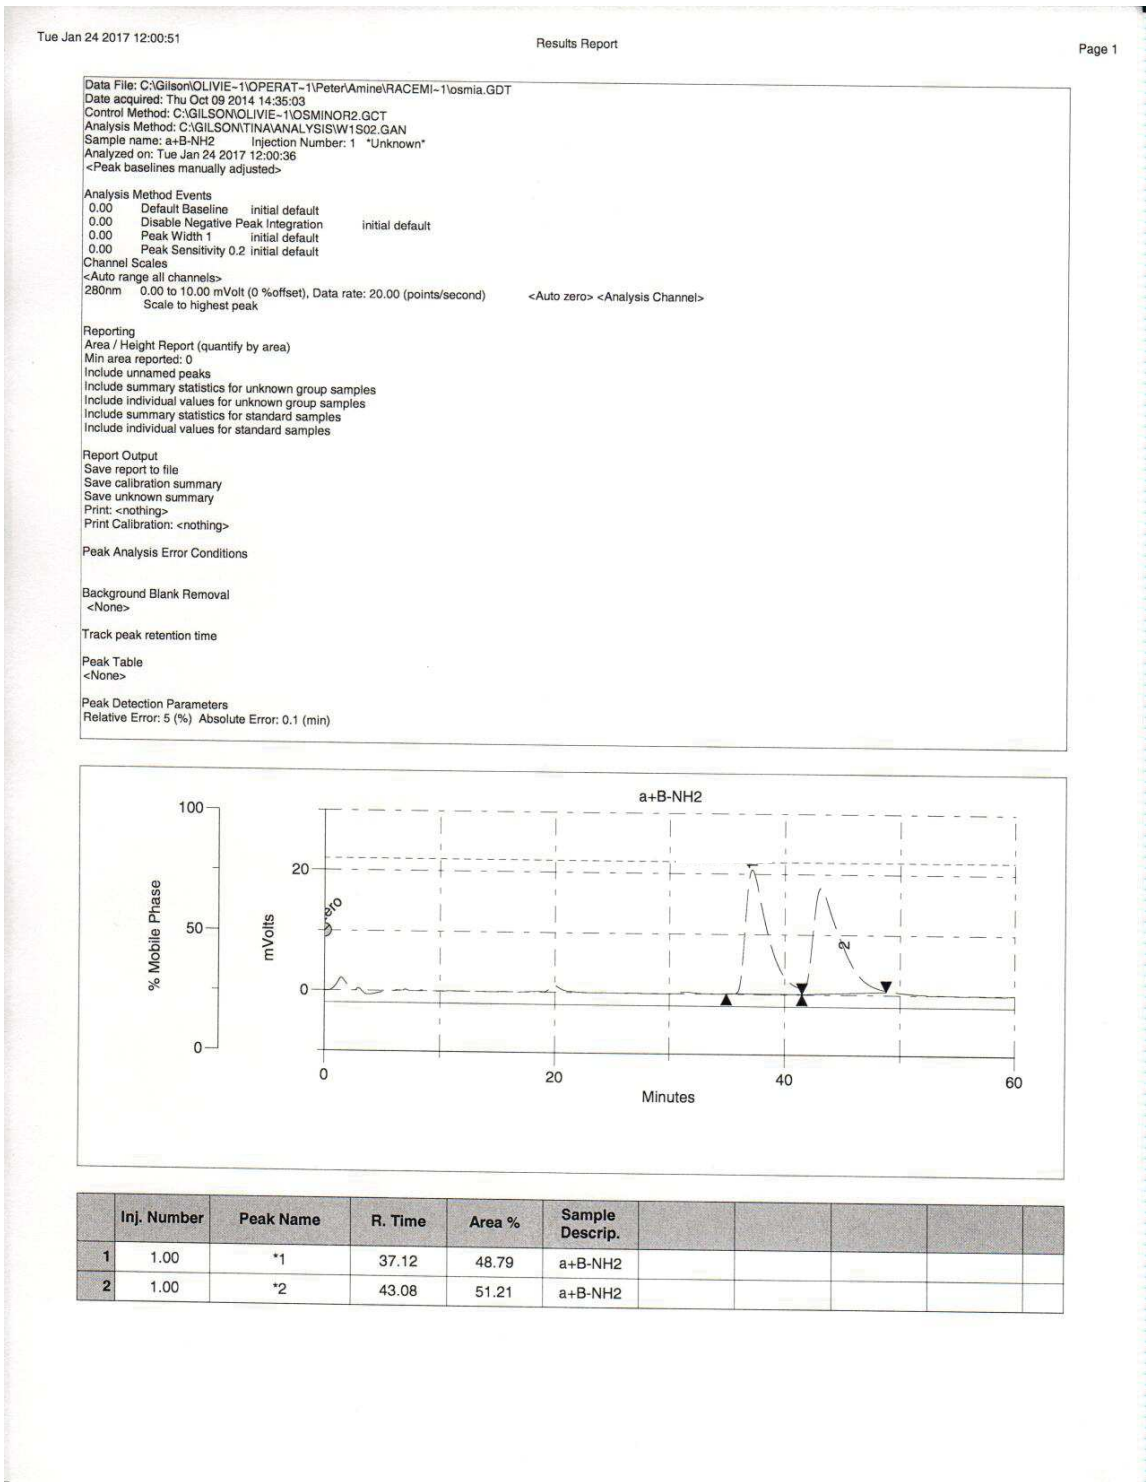 Tue Jan 24 2017 12:00:51
Results Report
Page 1
Data File: C:\Gilson\OLIVIE~1\OPERAT~1\Peter\Amine\RACEMI~1\osmia.GDT
Date acquired: Thu Oct 09 2014 14:35:03
Control Method: C:\GILSON\OLIVIE~1\OSMINOR2.GCT
Analysis Method: C:\GILSON\TINA\ANALYSIS\W1S02.GAN
Sample name: a+B-NH2 Injection Number: 1 *Unknown*
Analyzed on: Tue Jan 24 2017 12:00:36
<Peak baselines manually adjusted>
Analysis Method Events
0.00 Default Baseline initial default
0.00 Disable Negative Peak Integration initial default
0.00 Peak Width 1 initial default
0.00 Peak Sensitivity 0.2 initial default
Channel Scales
<Auto range all channels>
280nm 0.00 to 10.00 mVolt (0 %offset), Data rate: 20.00 (points/second) <Auto zero> <Analysis Channel>
Scale to highest peak
Reporting
Area / Height Report (quantify by area)
Min area reported: 0
Include unnamed peaks
Include summary statistics for unknown group samples
Include individual values for unknown group samples
Include summary statistics for standard samples
Include individual values for standard samples
Report Output
Save report to file
Save calibration summary
Save unknown summary
Print: <nothing>
Print Calibration: <nothing>
Peak Analysis Error Conditions
Background Blank Removal
<None>
Track peak retention time
Peak Table
<None>
Peak Detection Parameters
Relative Error: 5 (%) Absolute Error: 0.1 (min)
a+B-NH2
% Mobile Phase
100
50
0
mVolts
20
0
1
2
0 20 40 60
Minutes
Inj. Number Peak Name R. Time Area % Sample Descrip.
1 1.00 *1 37.12 48.79 a+B-NH2
2 1.00 *2 43.08 51.21 a+B-NH2